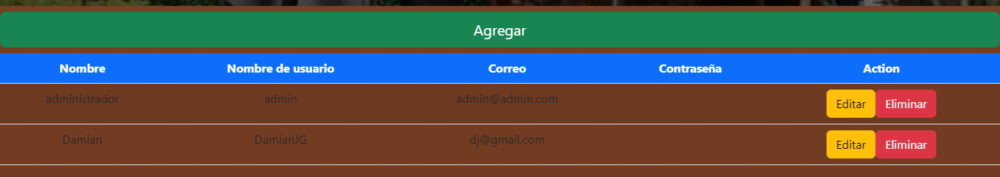 Agregar
Nombre Nombre de usuario Correo Contraseña Action
administrador admin admin@admin.com Editar Eliminar
Damian DamianJG dj@gmail.com Editar Eliminar